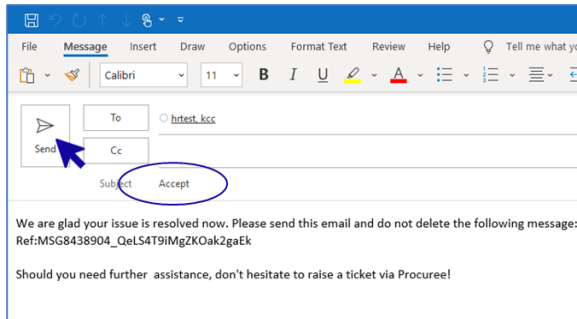 File Message Insert Draw Options Format Text Review Help Tell me what yo
Calibri 11 B I U A
To hrtest, kcc
Send
Cc
Subject Accept
We are glad your issue is resolved now. Please send this email and do not delete the following message:
Ref:MSG8438904_QeLS4T9iMgZKOak2gaEk
Should you need further assistance, don't hesitate to raise a ticket via Procuree!